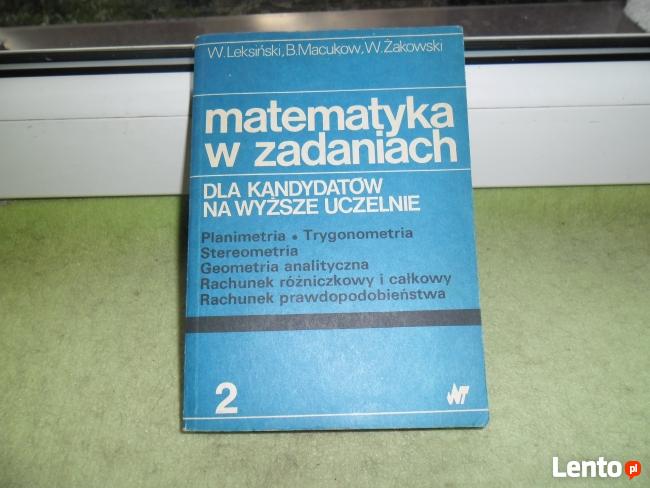 W. Leksiński, B. Macukow, W. Żakowski
matematyka
w zadaniach
DLA KANDYDATÓW
NA WYŻSZE UCZELNIE
Planimetria • Trygonometria
Stereometria
Geometria analityczna
Rachunek różniczkowy i całkowy
Rachunek prawdopodobieństwa
2
WNT
Lento.pl